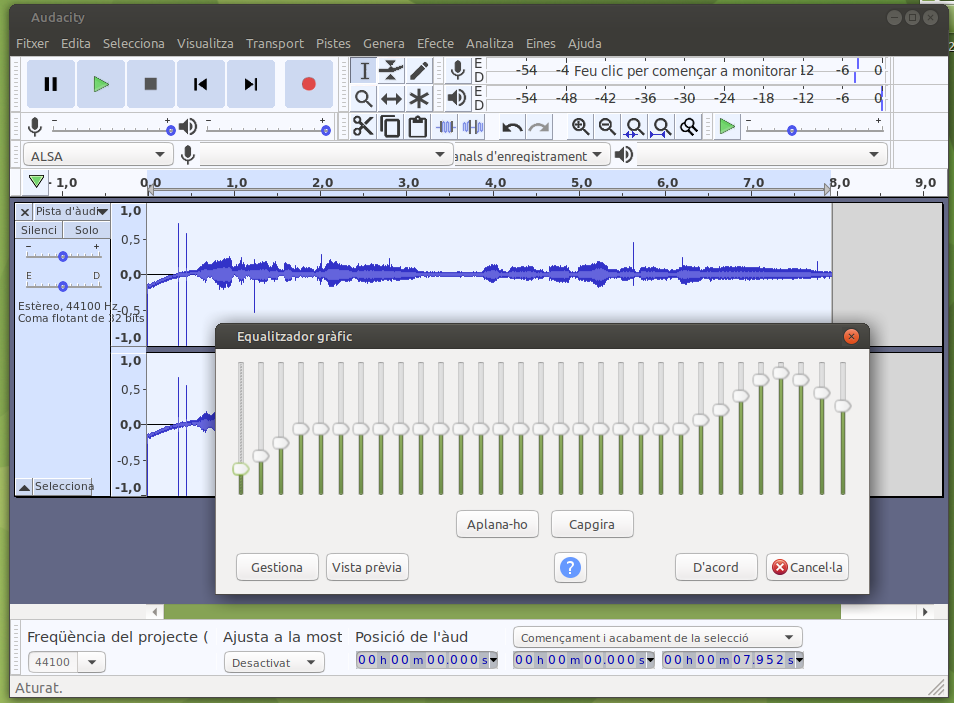 Audacity
Fitxer Edita Selecciona Visualitza Transport Pistes Genera Efecte Analitza Eines Ajuda
E
D
-54 -4 Feu clic per començar a monitorar 12 -6 0
E
D
-54 -48 -42 -36 -30 -24 -18 -12 -6 0
- + - +
- +
ALSA
anals d'enregistrament
- 1,0 0,0 1,0 2,0 3,0 4,0 5,0 6,0 7,0 8,0 9,0
Pista d'àudi
Silenci Solo
- +
E D
Estèreo, 44100 Hz
Coma flotant de 32 bits
1,0
0,5-
0,0-
-0,5-
-1,0
1,0
0,5-
0,0-
-0,5-
-1,0
Selecciona
Equalitzador gràfic
Aplana-ho Capgira
Gestiona Vista prèvia ? D'acord Cancel·la
Freqüència del projecte ( Ajusta a la most Posició de l'àud Començament i acabament de la selecció
44100 Desactivat 00 h 00 m 00.000 s 00 h 00 m 00.000 s 00 h 00 m 07.952 s
Aturat.